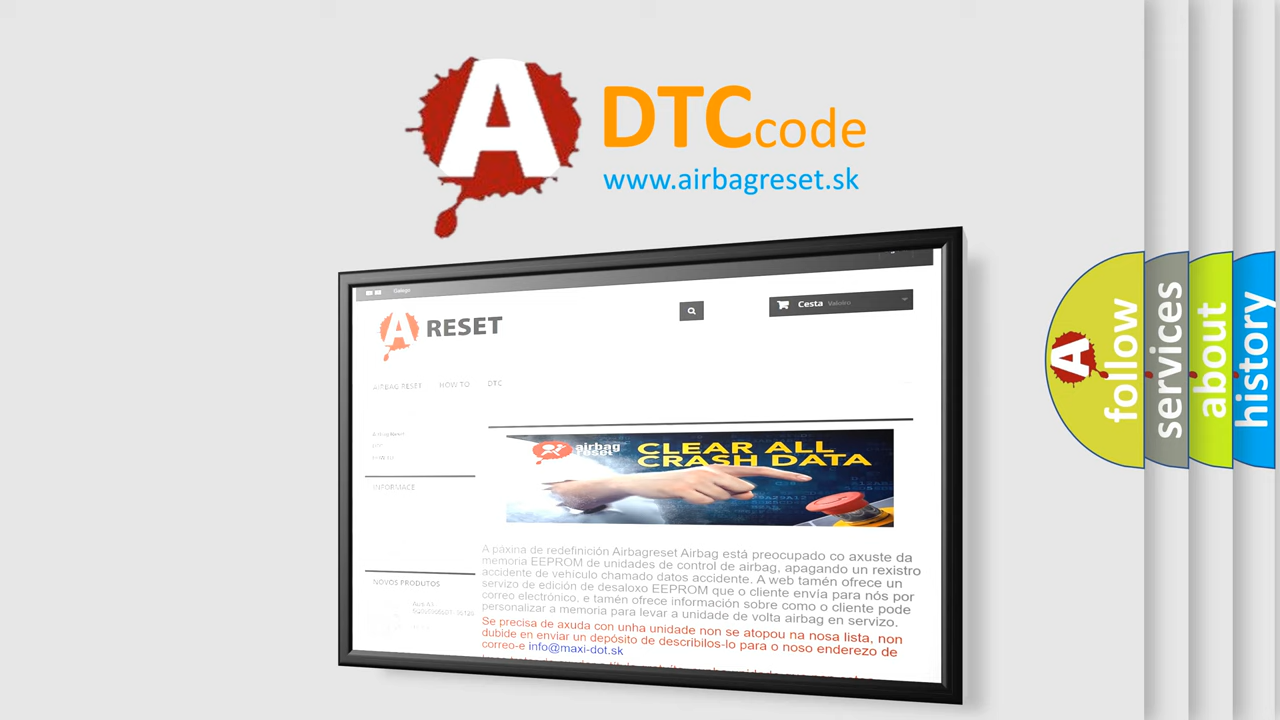 A
DTCcode
www.airbagreset.sk
Galego
A RESET
Cesta Valeiro
AIRBAG RESET HOW TO DTC
INFORMACE
NOVOS PRODUTOS
airbag
reset
CLEAR ALL
CRASH DATA
A páxina de redefinición Airbagreset Airbag está preocupado co axuste da
memoria EEPROM de unidades de control de airbag, apagando un rexistro
accidente de vehículo chamado datos accidente. A web tamén ofrece un
servizo de edición de desaloxo EEPROM que o cliente envía para nós por
correo electrónico, e tamén ofrece información sobre como o cliente pode
personalizar a memoria para levar a unidade de volta airbag en servizo.
Se precisa de axuda con unha unidade non se atopou na nosa lista, non
dubide en enviar un depósito de describilos-lo para o noso enderezo de
correo-e info@maxi-dot.sk
A
follow
services
about
history